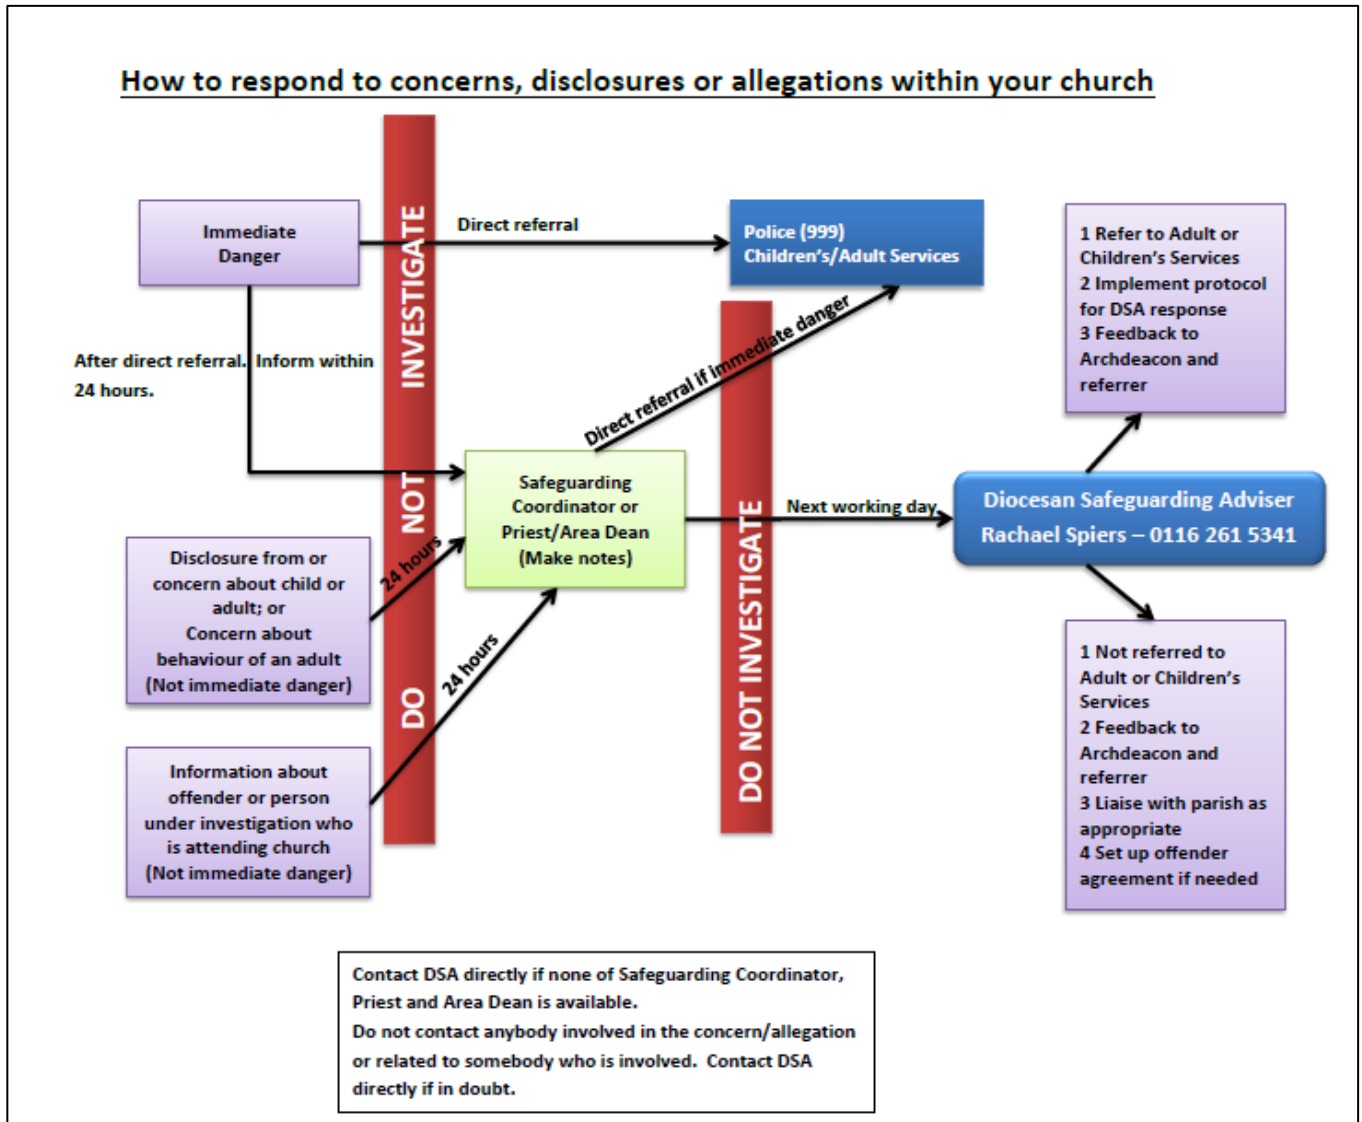 How to respond to concerns, disclosures or allegations within your church
Immediate
Danger
Direct referral
Police (999)
Children's/Adult Services
1 Refer to Adult or
Children's Services
2 Implement protocol
for DSA response
3 Feedback to
Archdeacon and
referrer
After direct referral. Inform within
24 hours.
DO NOT INVESTIGATE
Direct referral if immediate danger
Safeguarding
Coordinator or
Priest/Area Dean
(Make notes)
Next working day
Diocesan Safeguarding Adviser
Rachael Spiers – 0116 261 5341
Disclosure from or
concern about child or
adult; or
Concern about
behaviour of an adult
(Not immediate danger)
24 hours
DO NOT INVESTIGATE
Information about
offender or person
under investigation who
is attending church
(Not immediate danger)
24 hours
1 Not referred to
Adult or Children's
Services
2 Feedback to
Archdeacon and
referrer
3 Liaise with parish as
appropriate
4 Set up offender
agreement if needed
Contact DSA directly if none of Safeguarding Coordinator,
Priest and Area Dean is available.
Do not contact anybody involved in the concern/allegation
or related to somebody who is involved.  Contact DSA
directly if in doubt.